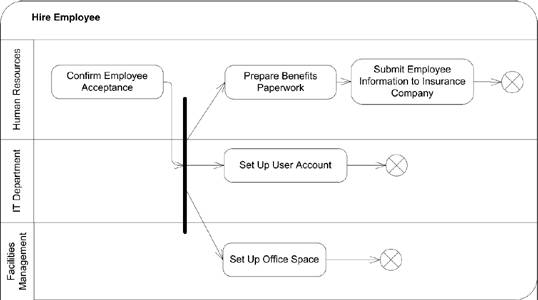 Hire Employee
Human Resources
Confirm Employee
Acceptance
Prepare Benefits
Paperwork
Submit Employee
Information to Insurance
Company
IT Department
Set Up User Account
Facilities
Management
Set Up Office Space